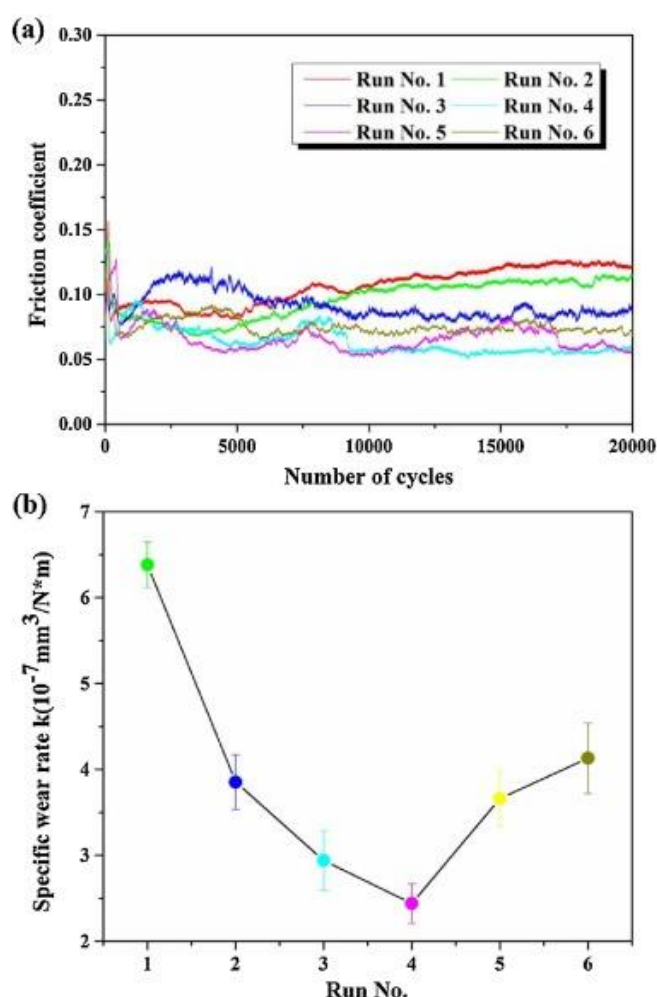 (a)
0.30
0.25
0.20
0.15
0.10
0.05
0.00
Friction coefficient
Run No. 1 Run No. 2
Run No. 3 Run No. 4
Run No. 5 Run No. 6
0 5000 10000 15000 20000
Number of cycles
(b)
7
6
5
4
3
2
Specific wear rate k(10⁻⁷mm³/N*m)
1 2 3 4 5 6
Run No.